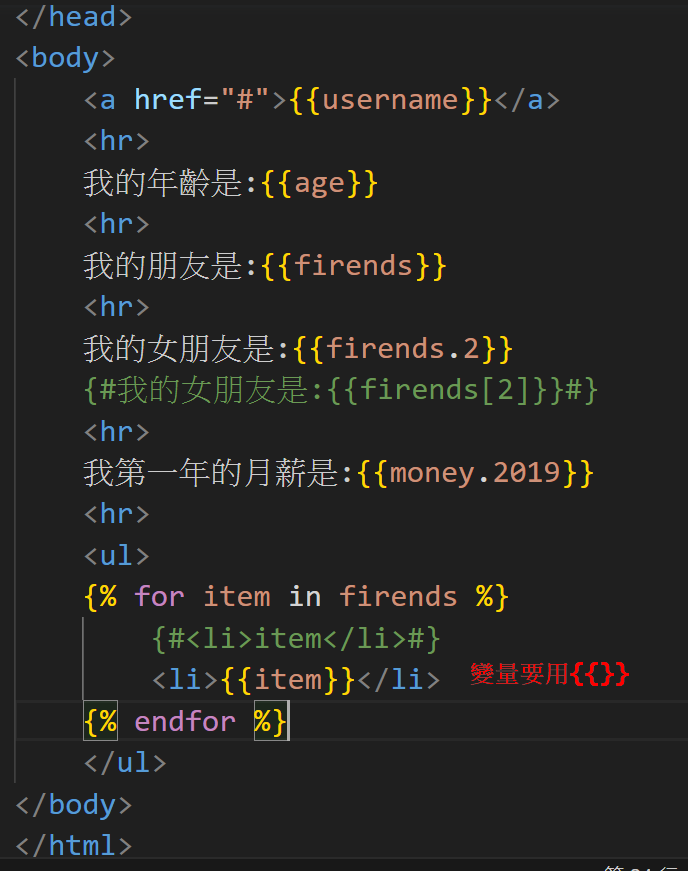 </head>
<body>
<a href="#">{{username}}</a>
<hr>
我的年齡是:{{age}}
<hr>
我的朋友是:{{firends}}
<hr>
我的女朋友是:{{firends.2}}
{#我的女朋友是:{{firends[2]}}#}
<hr>
我第一年的月薪是:{{money.2019}}
<hr>
<ul>
{% for item in firends %}
{#<li>item</li>#}
<li>{{item}}</li> 變量要用{{}}
{% endfor %}
</ul>
</body>
</html>